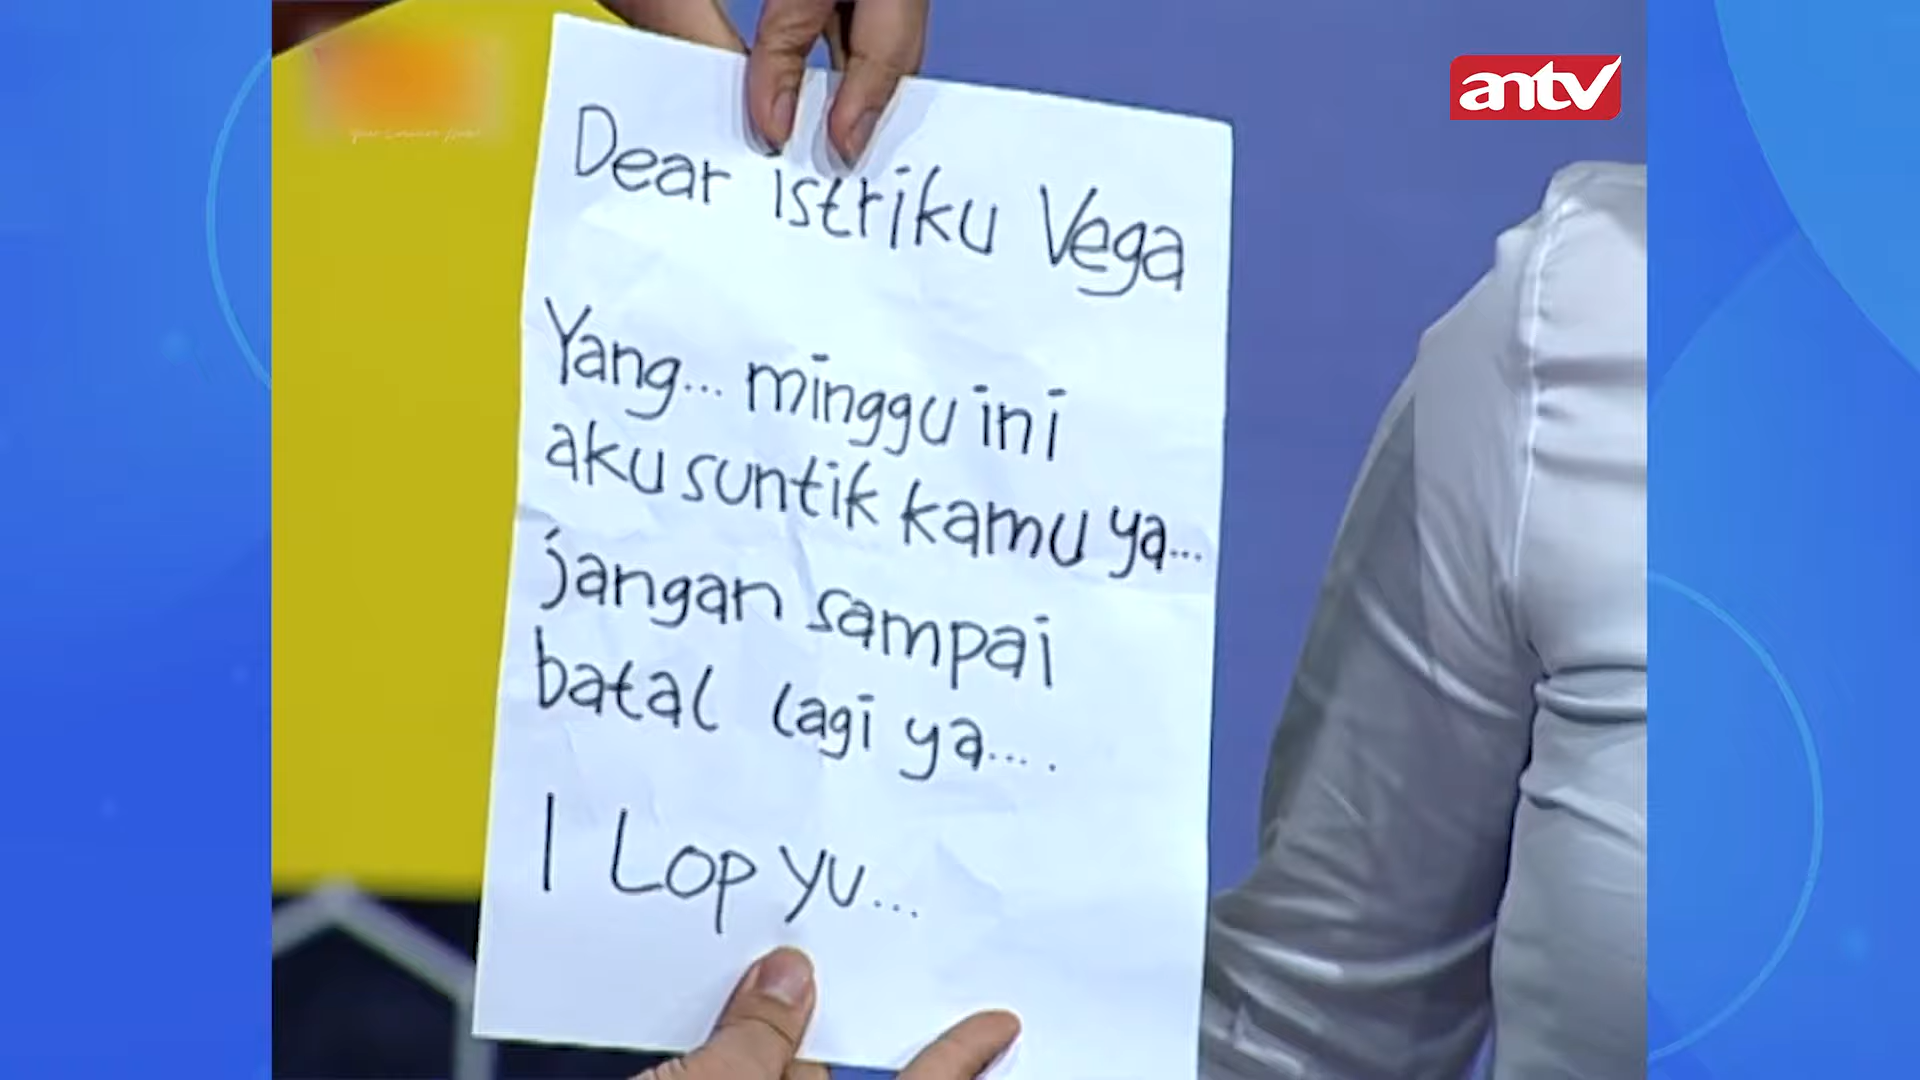 antv
Dear istriku Vega
Yang... minggu ini
aku suntik kamu ya...
jangan sampai
batal lagi ya....
I Lop yu...